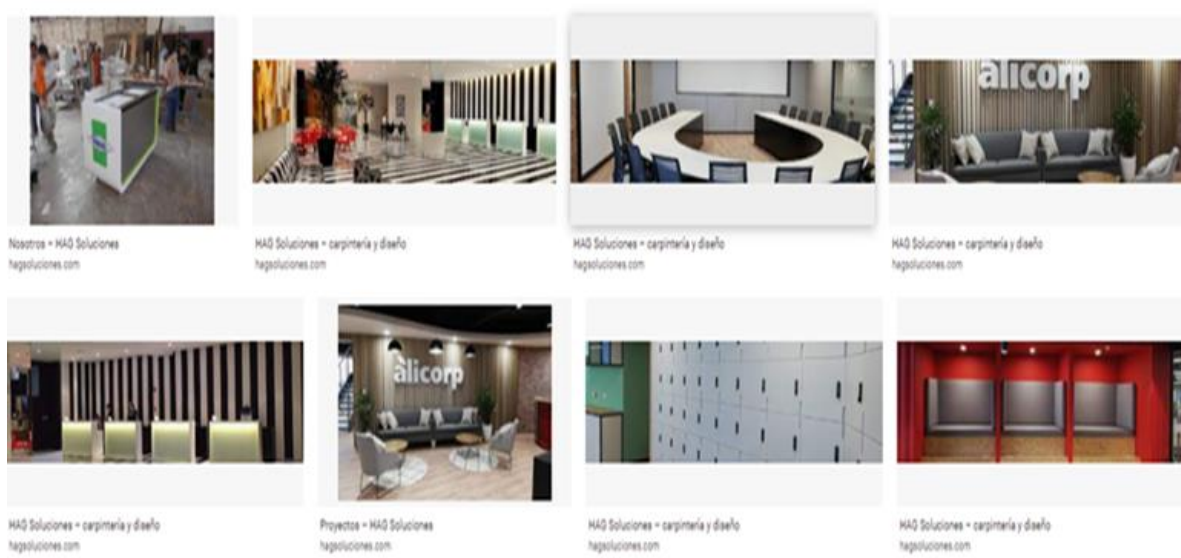 alicorp
Nosotros – HAG Soluciones
hagsoluciones.com
HAG Soluciones – carpintería y diseño
hagsoluciones.com
HAG Soluciones – carpintería y diseño
hagsoluciones.com
HAG Soluciones – carpintería y diseño
hagsoluciones.com
alicorp
HAG Soluciones – carpintería y diseño
hagsoluciones.com
Proyectos – HAG Soluciones
hagsoluciones.com
HAG Soluciones – carpintería y diseño
hagsoluciones.com
HAG Soluciones – carpintería y diseño
hagsoluciones.com